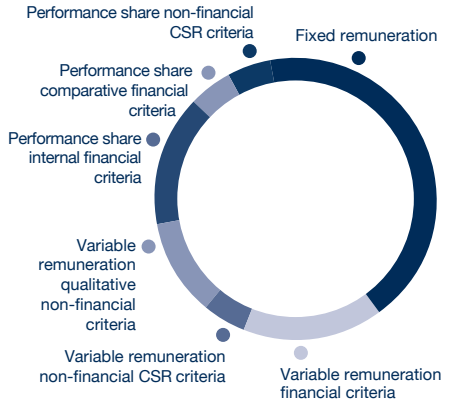 Performance share non-financial
CSR criteria
Fixed remuneration
Performance share
comparative financial
criteria
Performance share
internal financial
criteria
Variable
remuneration
qualitative
non-financial
criteria
Variable remuneration
non-financial CSR criteria
Variable remuneration
financial criteria